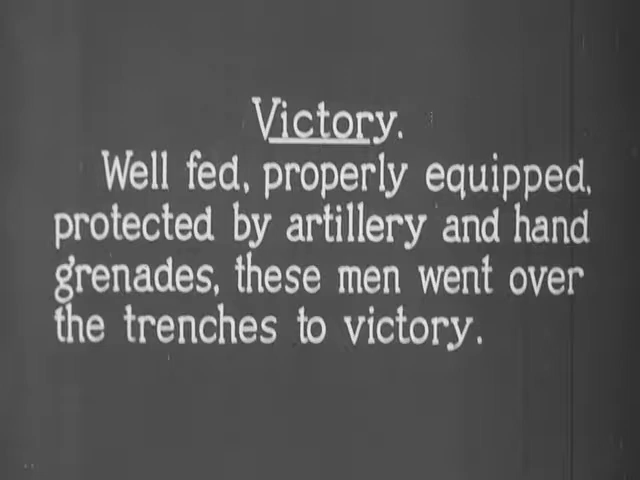 Victory.
Well fed, properly equipped,
protected by artillery and hand
grenades, these men went over
the trenches to victory.